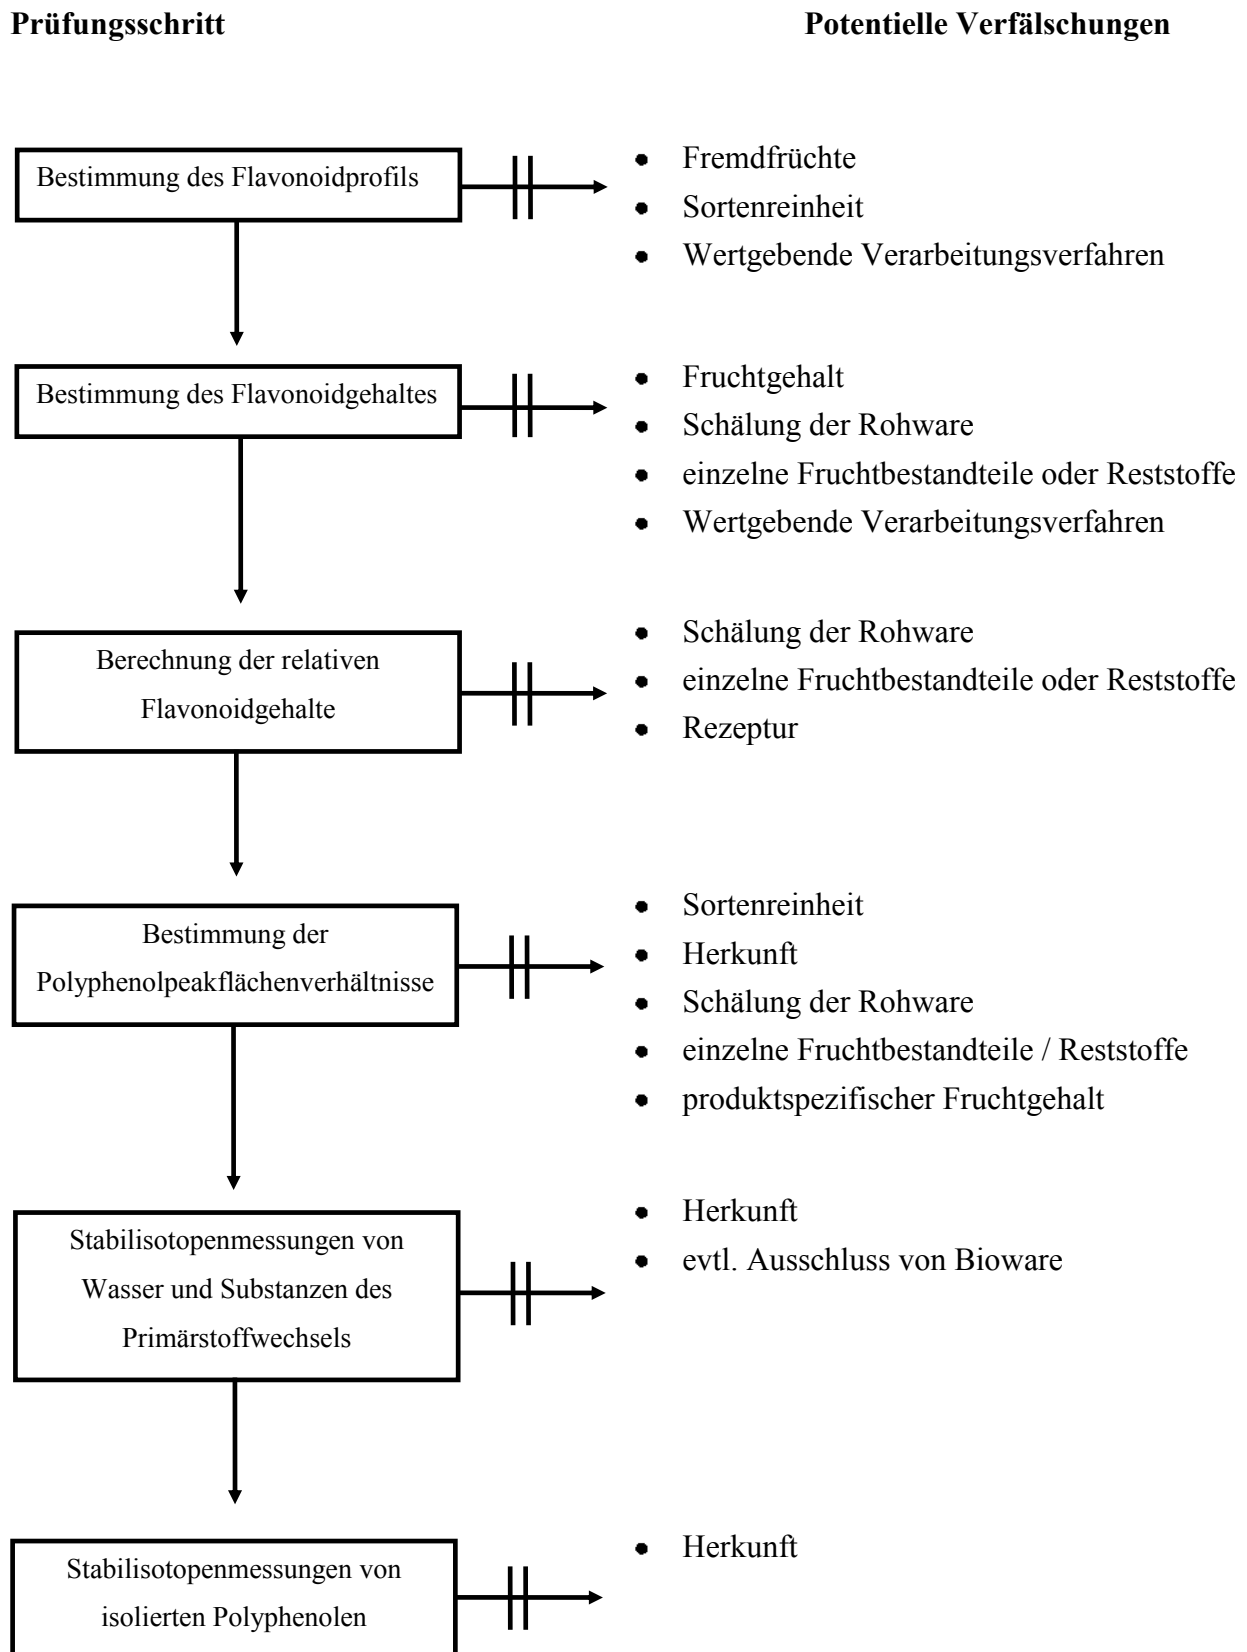 Prüfungsschritt
Potentielle Verfälschungen
Bestimmung des Flavonoidprofils
• Fremdfrüchte
• Sortenreinheit
• Wertgebende Verarbeitungsverfahren
Bestimmung des Flavonoidgehaltes
• Fruchtgehalt
• Schälung der Rohware
• einzelne Fruchtbestandteile oder Reststoffe
• Wertgebende Verarbeitungsverfahren
Berechnung der relativen
Flavonoidgehalte
• Schälung der Rohware
• einzelne Fruchtbestandteile oder Reststoffe
• Rezeptur
Bestimmung der
Polyphenolpeakflächenverhältnisse
• Sortenreinheit
• Herkunft
• Schälung der Rohware
• einzelne Fruchtbestandteile / Reststoffe
• produktspezifischer Fruchtgehalt
Stabilisotopenmessungen von
Wasser und Substanzen des
Primärstoffwechsels
• Herkunft
• evtl. Ausschluss von Bioware
Stabilisotopenmessungen von
isolierten Polyphenolen
• Herkunft